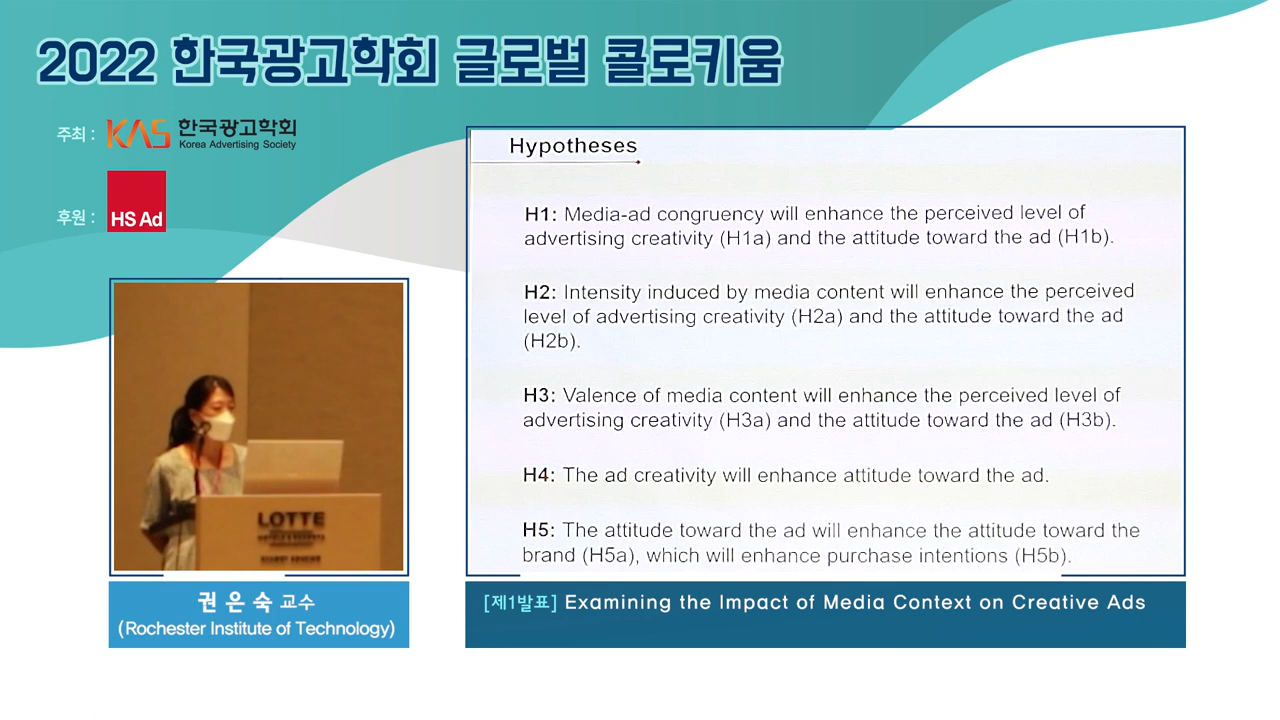 2022 한국광고학회 글로벌 콜로키움
주최 :
KAS 한국광고학회
Korea Advertising Society
후원 :
HS Ad
Hypotheses
H1: Media-ad congruency will enhance the perceived level of
advertising creativity (H1a) and the attitude toward the ad (H1b).
H2: Intensity induced by media content will enhance the perceived
level of advertising creativity (H2a) and the attitude toward the ad
(H2b).
H3: Valence of media content will enhance the perceived level of
advertising creativity (H3a) and the attitude toward the ad (H3b).
H4: The ad creativity will enhance attitude toward the ad.
H5: The attitude toward the ad will enhance the attitude toward the
brand (H5a), which will enhance purchase intentions (H5b).
LOTTE
권 은 숙 교수
(Rochester Institute of Technology)
[제1발표] Examining the Impact of Media Context on Creative Ads